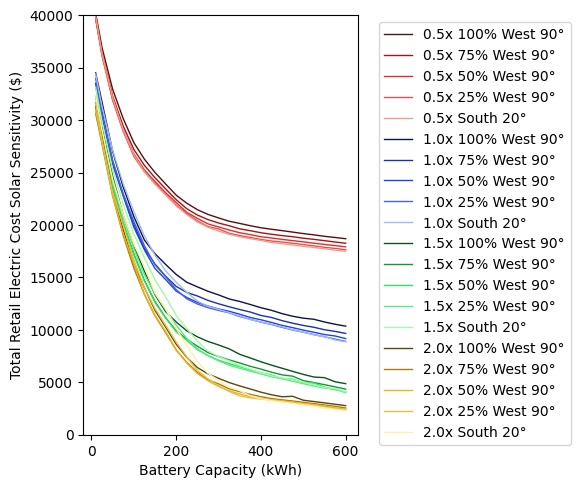 Total Retail Electric Cost Solar Sensitivity ($)
40000
35000
30000
25000
20000
15000
10000
5000
0
0 200 400 600
Battery Capacity (kWh)
0.5x 100% West 90°
0.5x 75% West 90°
0.5x 50% West 90°
0.5x 25% West 90°
0.5x South 20°
1.0x 100% West 90°
1.0x 75% West 90°
1.0x 50% West 90°
1.0x 25% West 90°
1.0x South 20°
1.5x 100% West 90°
1.5x 75% West 90°
1.5x 50% West 90°
1.5x 25% West 90°
1.5x South 20°
2.0x 100% West 90°
2.0x 75% West 90°
2.0x 50% West 90°
2.0x 25% West 90°
2.0x South 20°